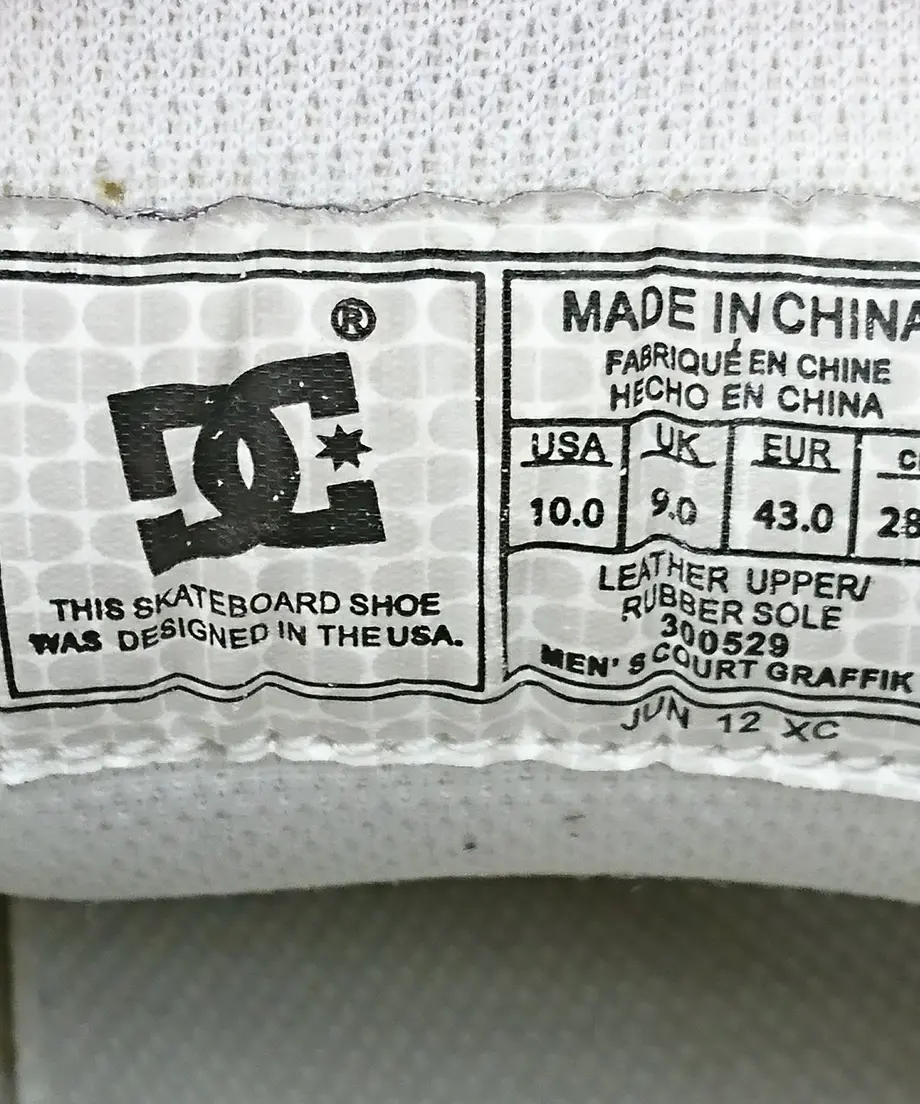 ®
DC
THIS SKATEBOARD SHOE
WAS DESIGNED IN THE USA.
MADE IN CHINA
FABRIQUÉ EN CHINE
HECHO EN CHINA
USA UK EUR
10.0 9.0 43.0
LEATHER UPPER/
RUBBER SOLE
300529
MEN'S COURT GRAFFIK
JUN 12 XC